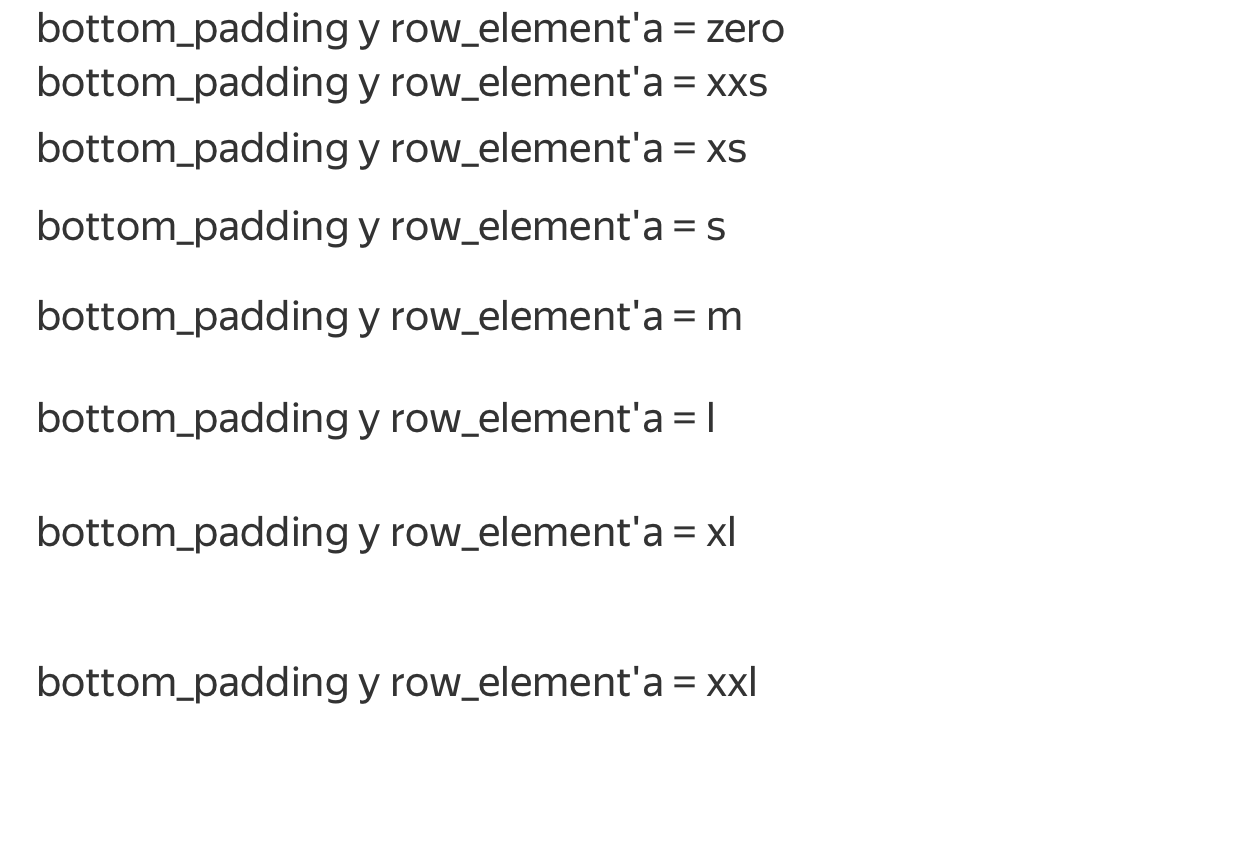 bottom_padding у row_element'а = zero
bottom_padding у row_element'а = xxs
bottom_padding у row_element'а = xs
bottom_padding у row_element'а = s
bottom_padding у row_element'а = m
bottom_padding у row_element'а = l
bottom_padding у row_element'а = xl
bottom_padding у row_element'а = xxl